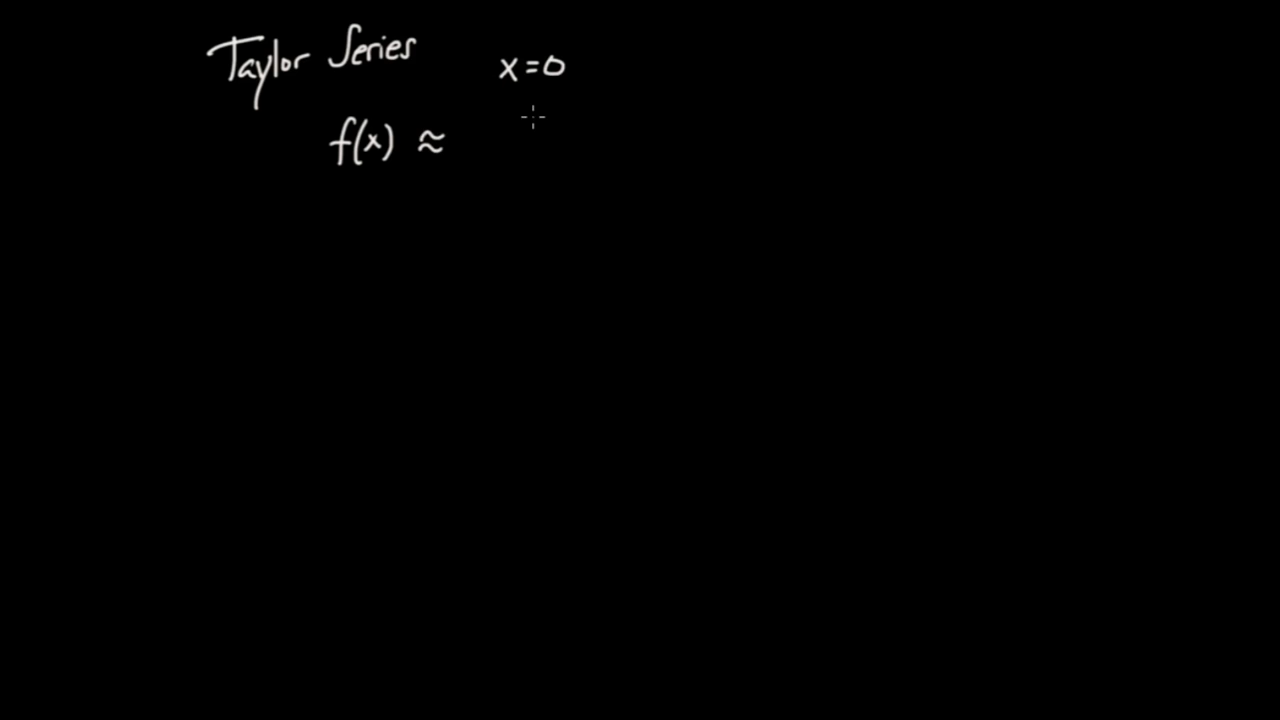 Taylor Series x=0
f(x) ≈